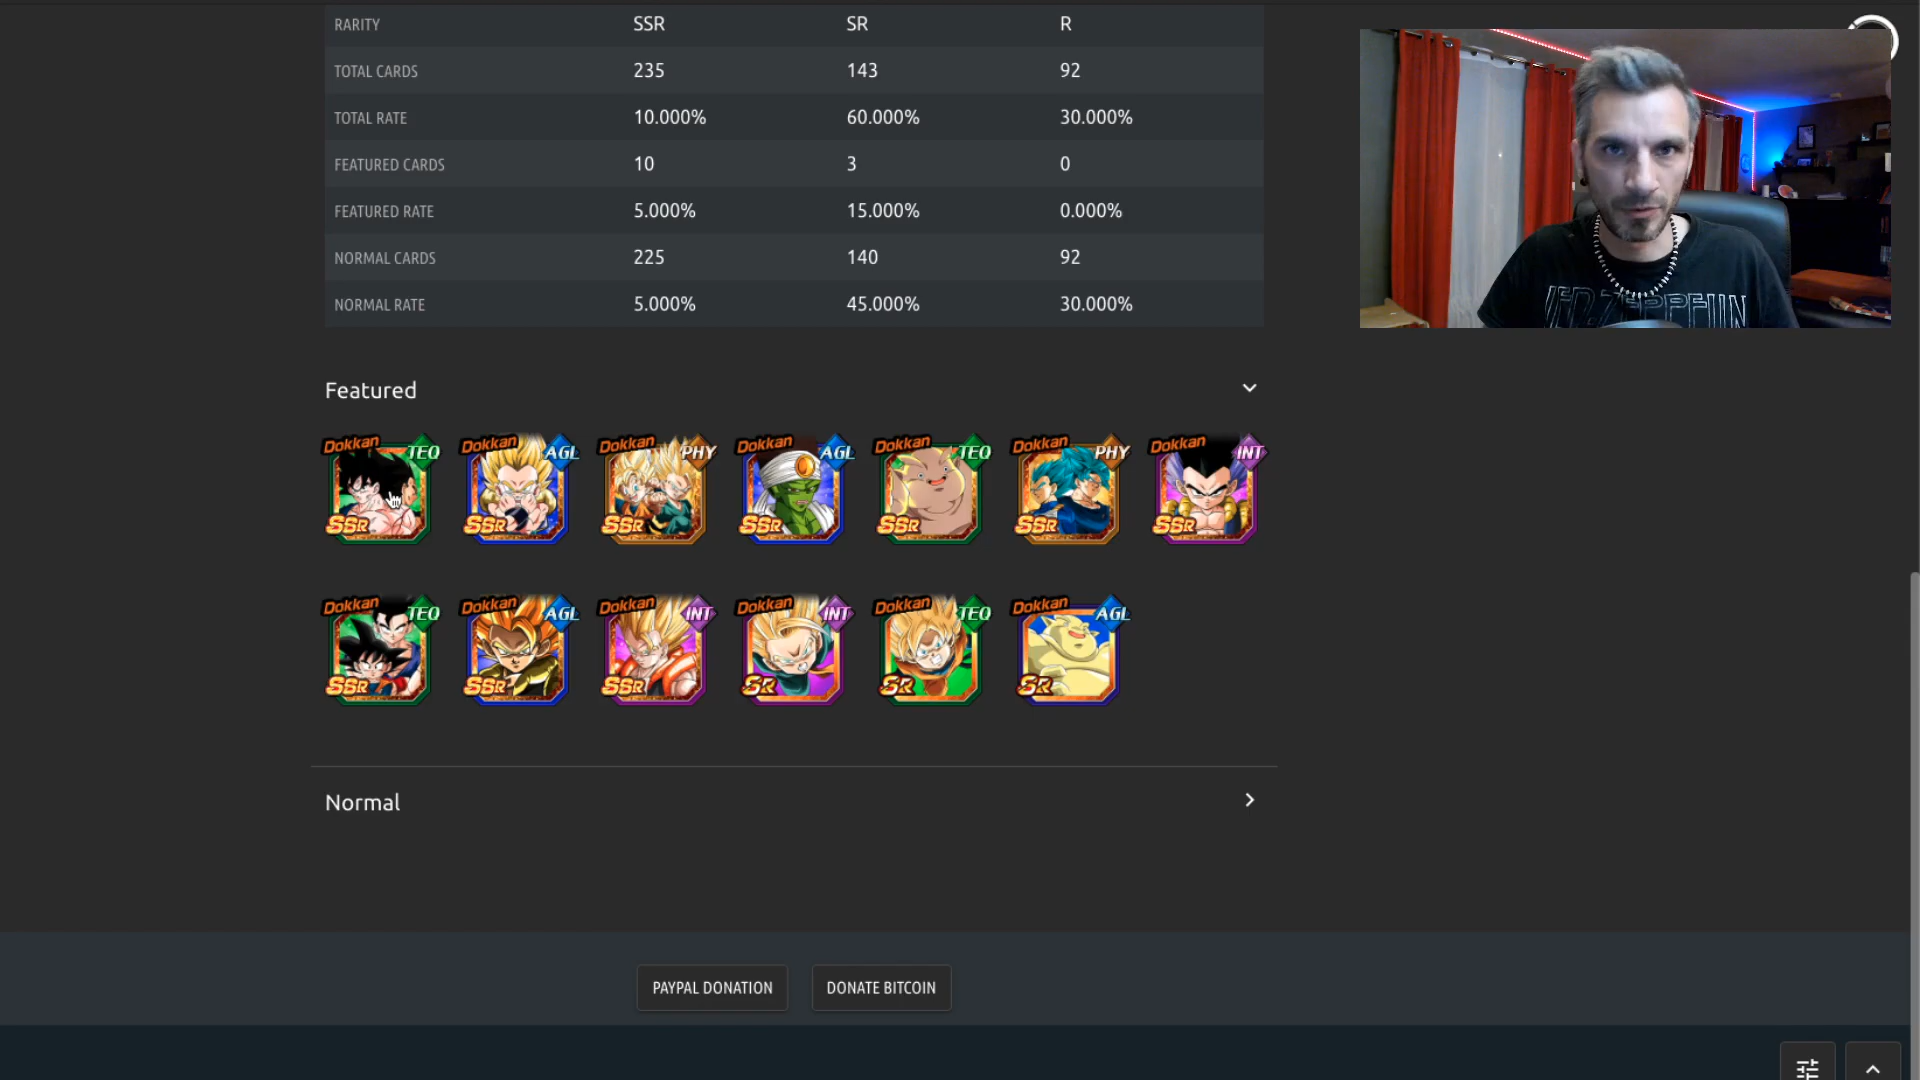 RARITY SSR SR R
TOTAL CARDS 235 143 92
TOTAL RATE 10.000% 60.000% 30.000%
FEATURED CARDS 10 3 0
FEATURED RATE 5.000% 15.000% 0.000%
NORMAL CARDS 225 140 92
NORMAL RATE 5.000% 45.000% 30.000%
LED ZEPPELIN
Featured
Dokkan TEQ Dokkan AGL Dokkan PHY Dokkan AGL Dokkan TEQ Dokkan PHY Dokkan INT
SSR SSR SSR SSR SSR SSR SSR
Dokkan TEQ Dokkan AGL Dokkan INT Dokkan INT Dokkan TEQ Dokkan AGL
SSR SSR SSR SR SR SR
Normal
PAYPAL DONATION DONATE BITCOIN